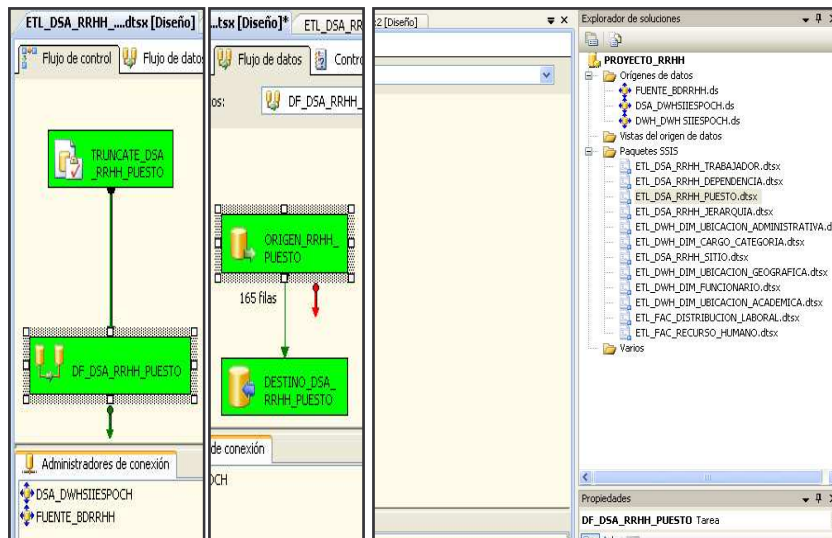 ETL_DSA_RRHH_....dtsx [Diseño]
Flujo de control
Flujo de dato
TRUNCATE_DSA
_RRHH_PUESTO
DF_DSA_RRHH_PUESTO
Administradores de conexión
DSA_DWHSIIESPOCH
FUENTE_BDRRHH
...tsx [Diseño]*
ETL_DSA_RR
Flujo de datos
Contro
os:
DF_DSA_RRHH_
ORIGEN_RRHH_
PUESTO
165 filas
DESTINO_DSA_
RRHH_PUESTO
de conexión
OCH
2 [Diseño]
Explorador de soluciones
PROYECTO_RRHH
Orígenes de datos
FUENTE_BDRRHH.ds
DSA_DWHSIIESPOCH.ds
DWH_DWH SIIESPOCH.ds
Vistas del origen de datos
Paquetes SSIS
ETL_DSA_RRHH_TRABAJADOR.dtsx
ETL_DSA_RRHH_DEPENDENCIA.dtsx
ETL_DSA_RRHH_PUESTO.dtsx
ETL_DSA_RRHH_JERARQUIA.dtsx
ETL_DWH_DIM_UBICACION_ADMINISTRATIVA.d
ETL_DWH_DIM_CARGO_CATEGORIA.dtsx
ETL_DSA_RRHH_SITIO.dtsx
ETL_DWH_DIM_UBICACION_GEOGRAFICA.dtsx
ETL_DWH_DIM_FUNCIONARIO.dtsx
ETL_DWH_DIM_UBICACION_ACADEMICA.dtsx
ETL_FAC_DISTRIBUCION_LABORAL.dtsx
ETL_FAC_RECURSO_HUMANO.dtsx
Varios
Propiedades
DF_DSA_RRHH_PUESTO Tarea